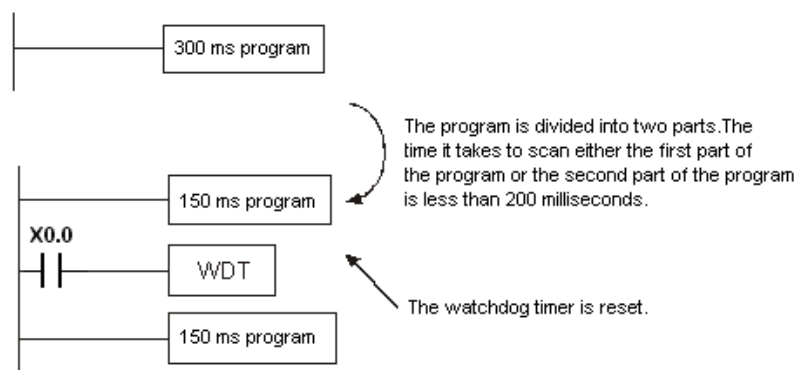 300 ms program
The program is divided into two parts.The
time it takes to scan either the first part of
the program or the second part of the program
is less than 200 milliseconds.
150 ms program
X0.0
WDT
The watchdog timer is reset.
150 ms program